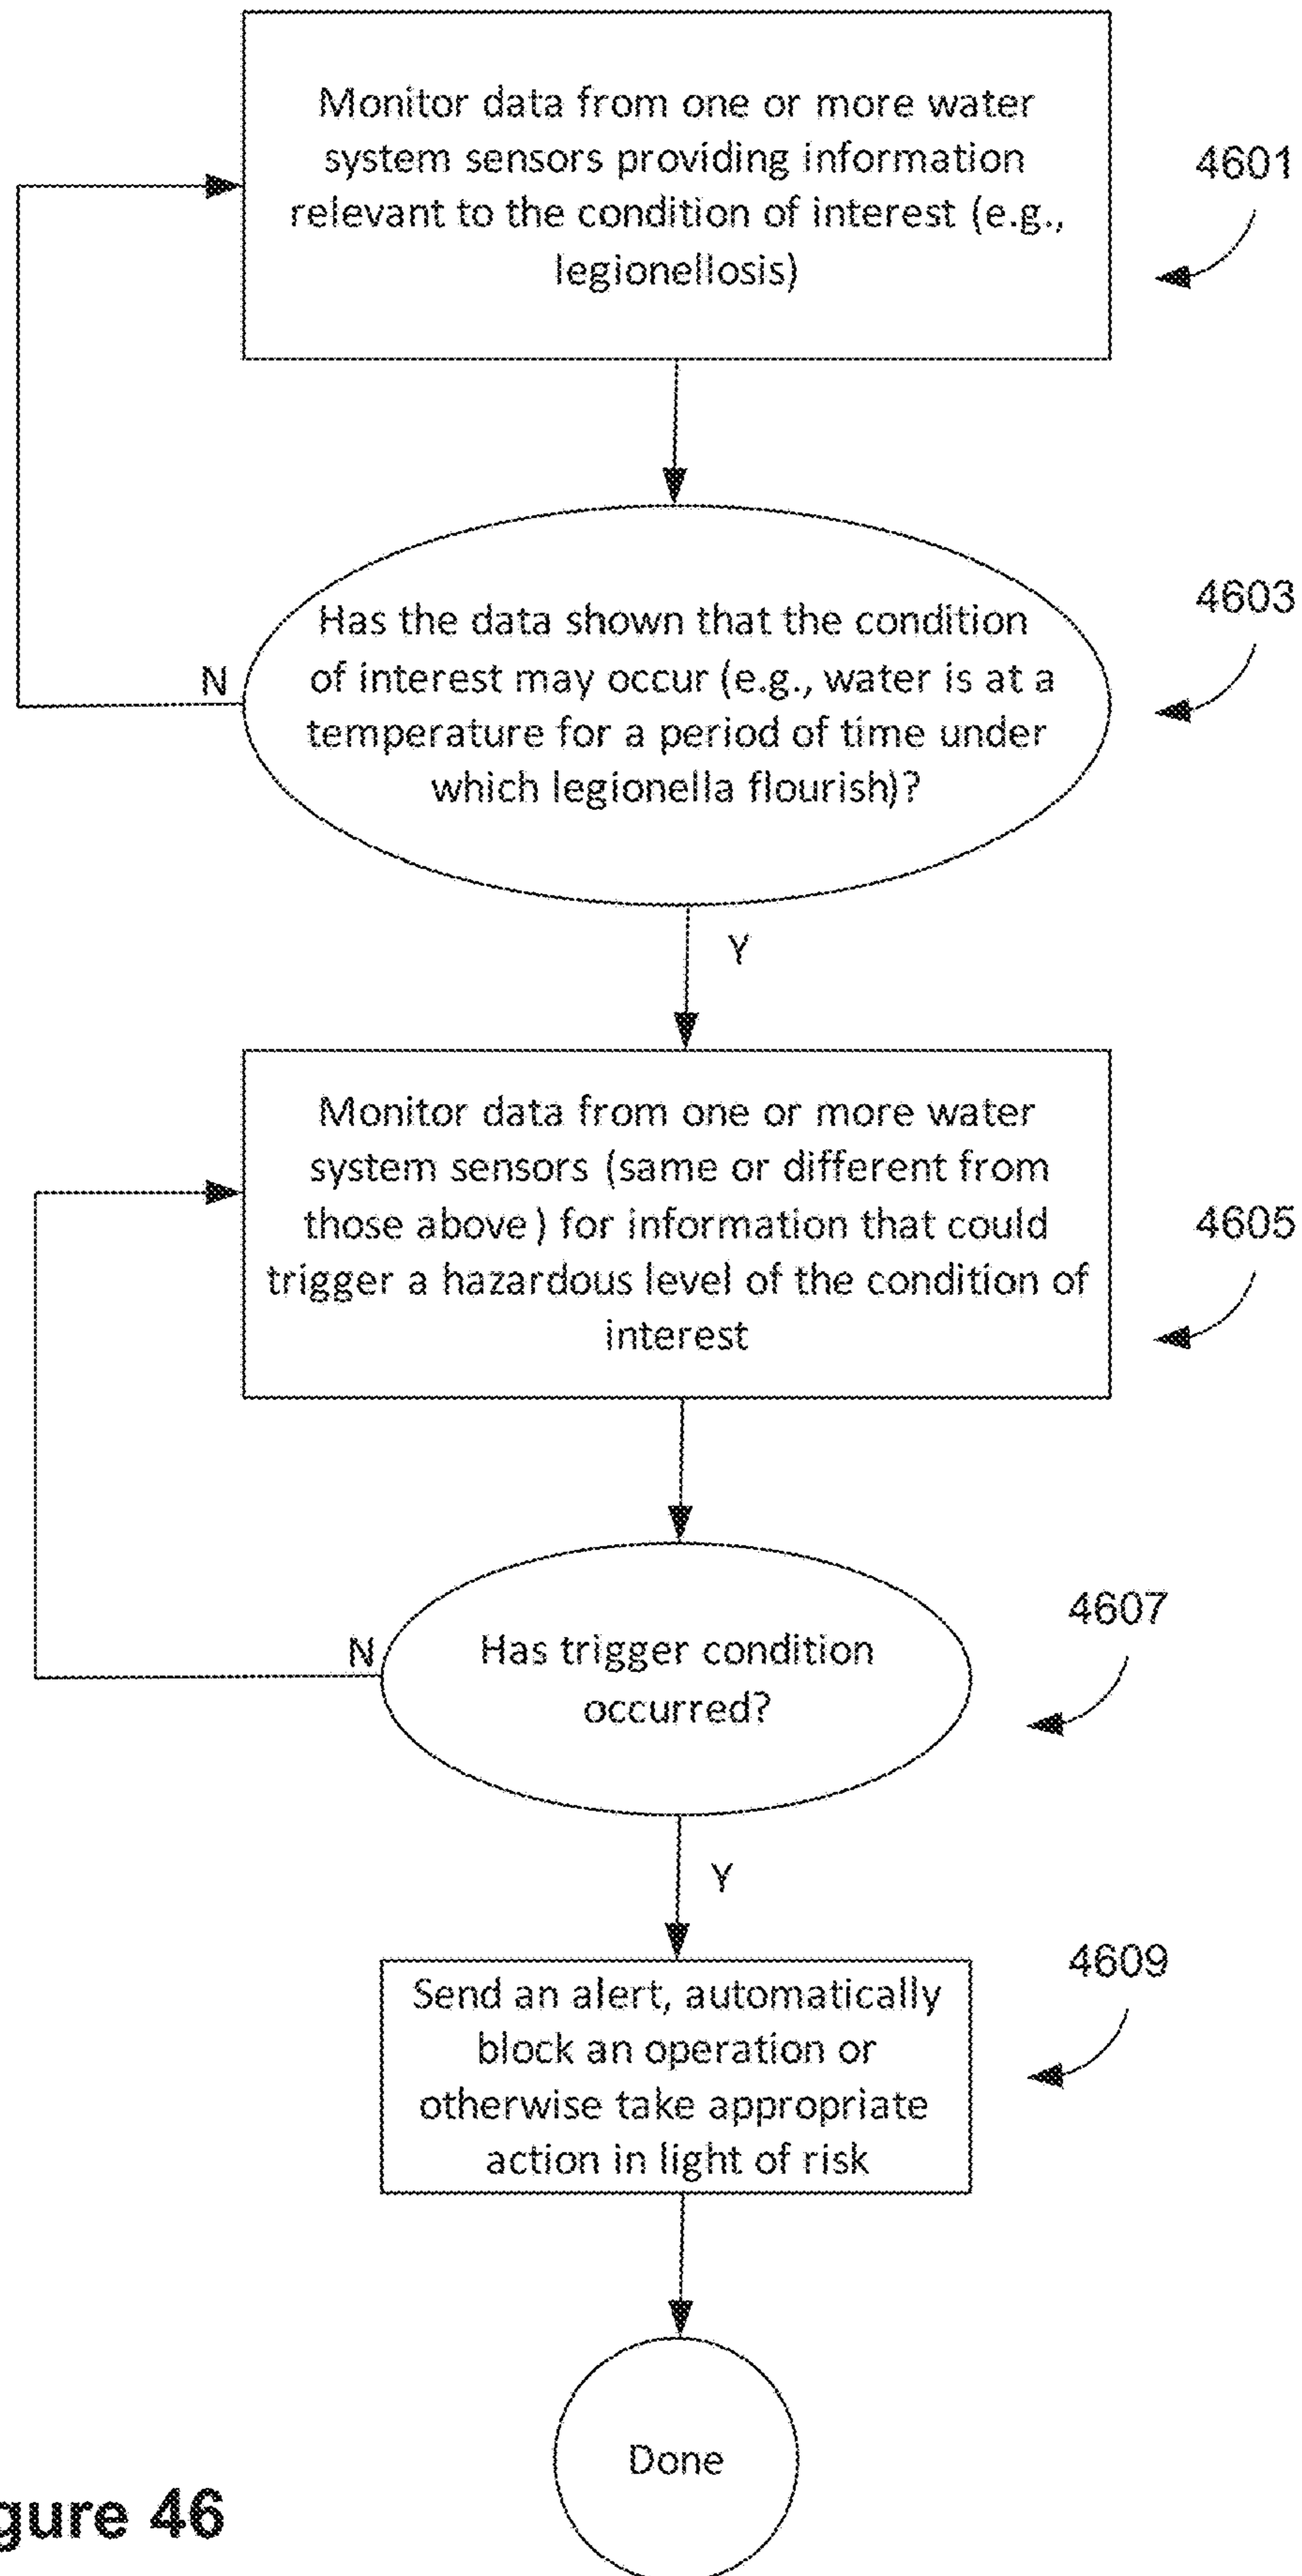 Monitor data from one or more water
system sensors providing information
relevant to the condition of interest (e.g.,
legionellosis)
4601
Has the data shown that the condition
of interest may occur (e.g., water is at a
temperature for a period of time under
which legionella flourish)?
4603
N
Y
Monitor data from one or more water
system sensors (same or different from
those above) for information that could
trigger a hazardous level of the condition of
interest
4605
Has trigger condition
occurred?
4607
N
Y
Send an alert, automatically
block an operation or
otherwise take appropriate
action in light of risk
4609
Done
gure 46